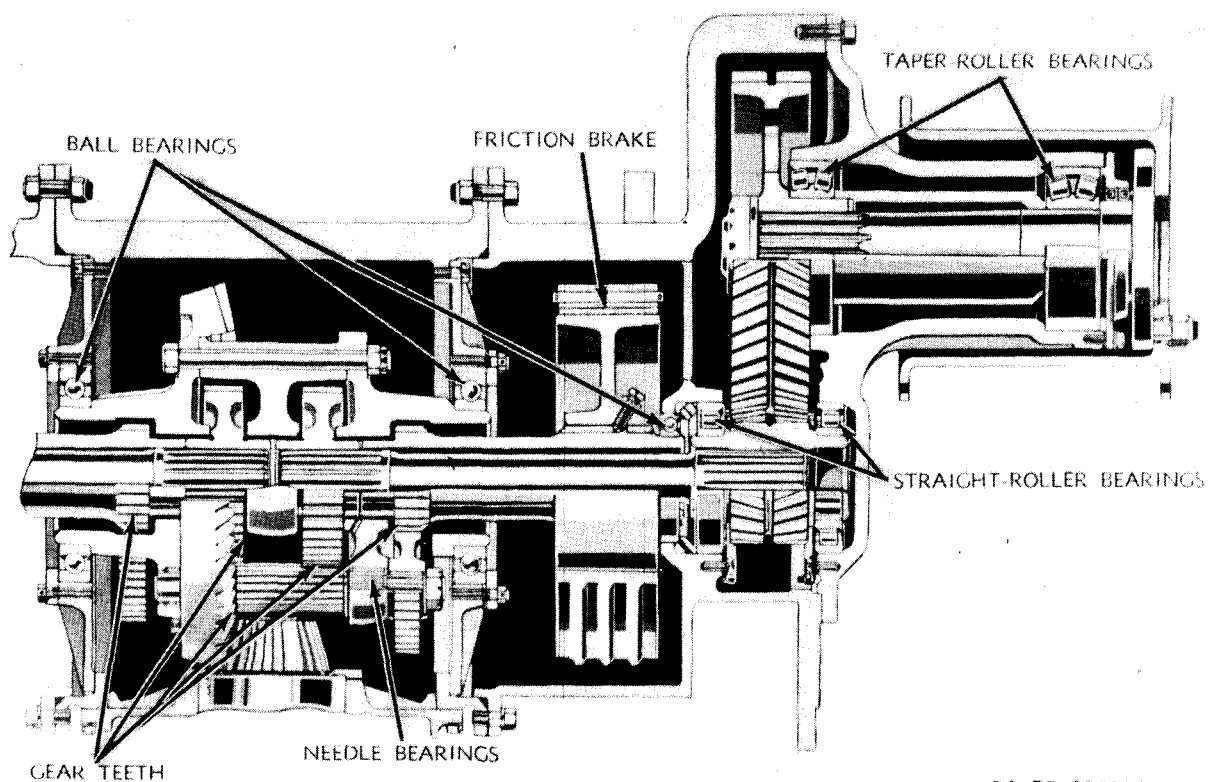 TAPER-ROLLER BEARINGS
BALL BEARINGS
FRICTION BRAKE
STRAIGHT-ROLLER BEARINGS
NEEDLE BEARINGS
GEAR TEETH